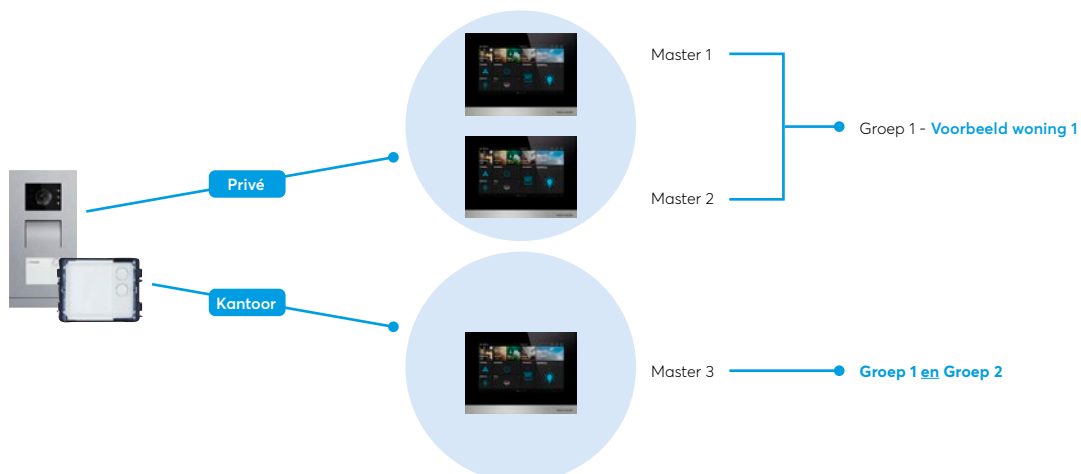 Master 1
Groep 1 - Voorbeeld woning 1
Privé
Master 2
Kantoor
Master 3
Groep 1 en Groep 2